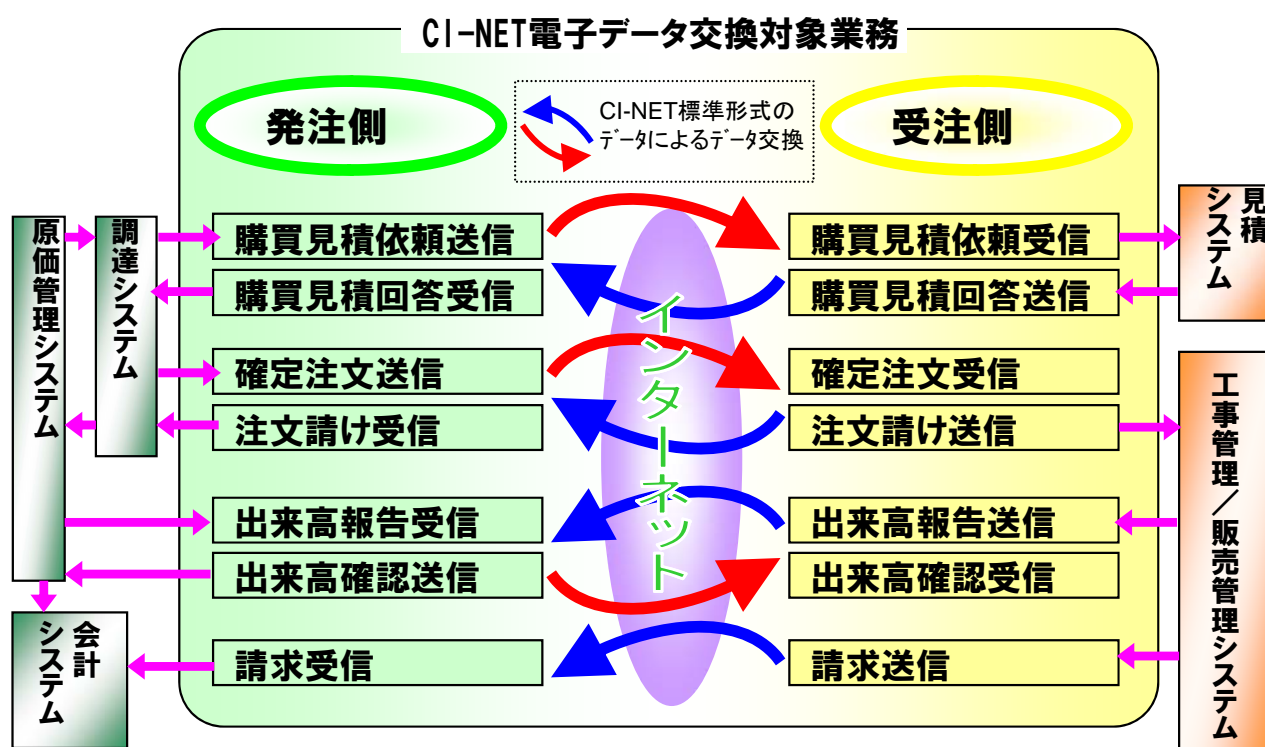 CI-NET電子データ交換対象業務
発注側
CI-NET標準形式の
ﾃﾞｰﾀによるﾃﾞｰﾀ交換
受注側
原価管理システム
調達システム
購買見積依頼送信
購買見積依頼受信
見積
システム
購買見積回答受信
購買見積回答送信
インターネット
確定注文送信
確定注文受信
注文請け受信
注文請け送信
工事管理／販売管理システム
出来高報告受信
出来高報告送信
出来高確認送信
出来高確認受信
会計
システム
請求受信
請求送信